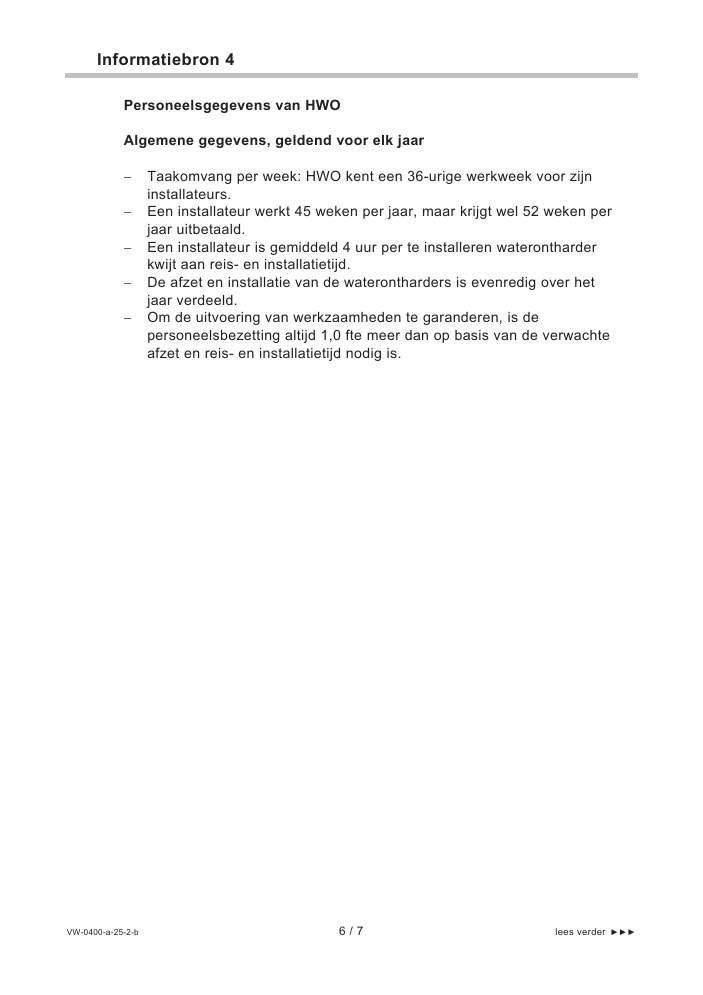 Informatiebron 4
Personeelsgegevens van HWO
Algemene gegevens, geldend voor elk jaar
– Taakomvang per week: HWO kent een 36-urige werkweek voor zijn
installateurs.
– Een installateur werkt 45 weken per jaar, maar krijgt wel 52 weken per
jaar uitbetaald.
– Een installateur is gemiddeld 4 uur per te installeren waterontharder
kwijt aan reis- en installatietijd.
– De afzet en installatie van de waterontharders is evenredig over het
jaar verdeeld.
– Om de uitvoering van werkzaamheden te garanderen, is de
personeelsbezetting altijd 1,0 fte meer dan op basis van de verwachte
afzet en reis- en installatietijd nodig is.
VW-0400-a-25-2-b 6 / 7 lees verder ►►►